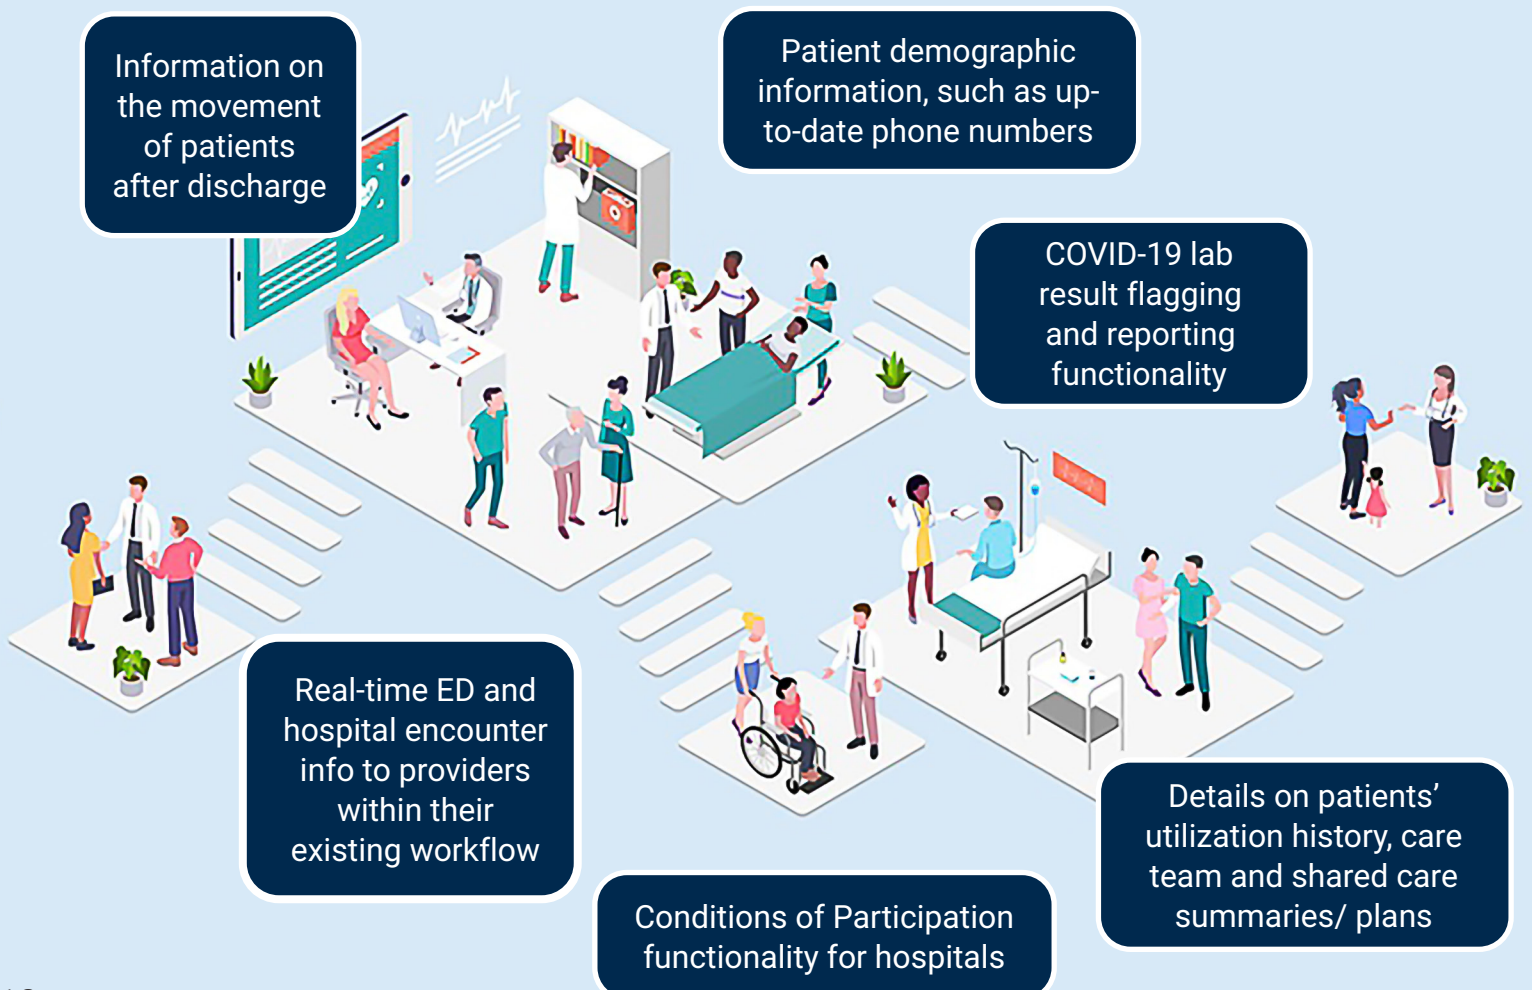 Information on
the movement
of patients
after discharge
Patient demographic
information, such as up-
to-date phone numbers
COVID-19 lab
result flagging
and reporting
functionality
Real-time ED and
hospital encounter
info to providers
within their
existing workflow
Details on patients’
utilization history, care
team and shared care
summaries/ plans
Conditions of Participation
functionality for hospitals